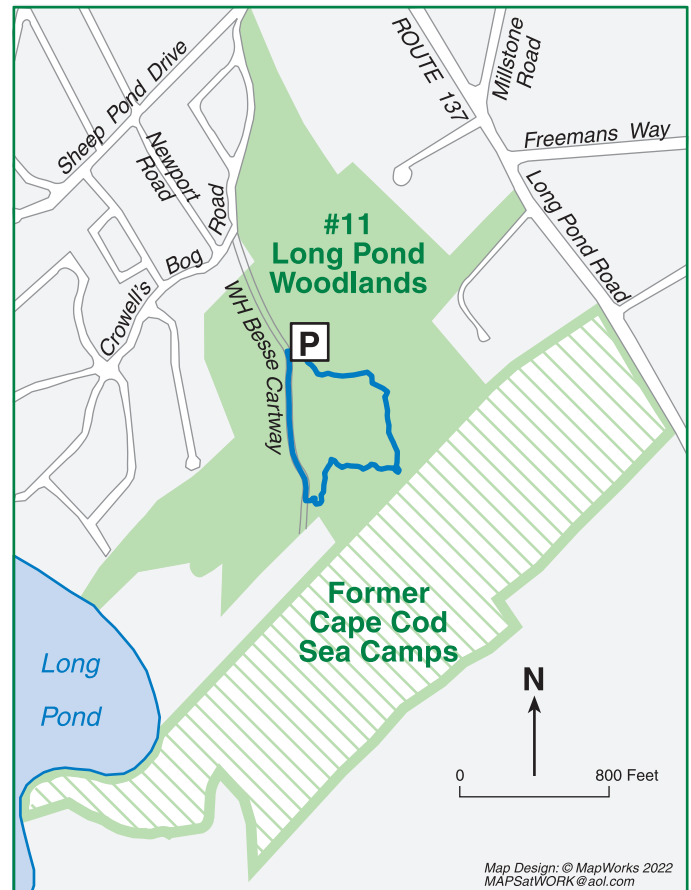 Sheep Pond Drive
Newport
Road
ROUTE 137
Millstone
Road
Freemans Way
Long Pond Road
Crowell's Bog Road
#11
Long Pond
Woodlands
WH Besse Cartway
P
Former
Cape Cod
Sea Camps
Long
Pond
N
0 800 Feet
Map Design: © MapWorks 2022
MAPSatWORK@aol.com